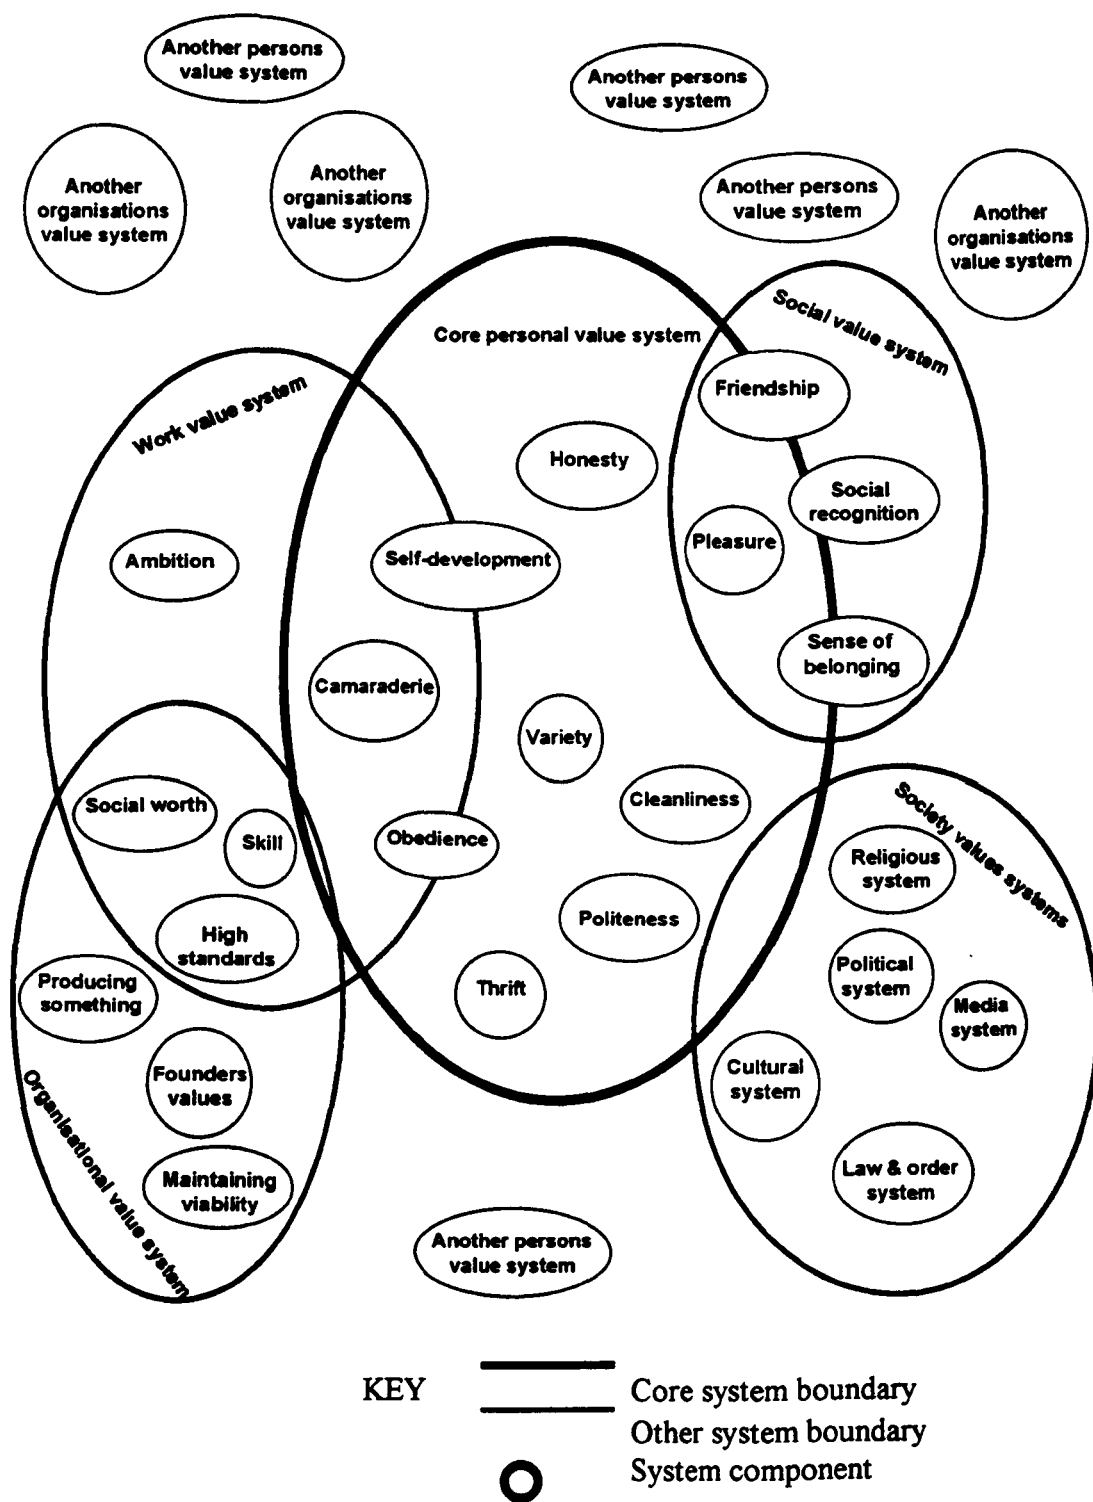 Another persons
value system
Another persons
value system
Another
organisations
value system
Another
organisations
value system
Another persons
value system
Another
organisations
value system
Core personal value system
Social value system
Work value system
Friendship
Honesty
Social
recognition
Pleasure
Ambition
Self-development
Sense of
belonging
Camaraderie
Variety
Cleanliness
Social worth
Skill
Obedience
Society values systems
Religious
system
High
standards
Politeness
Political
system
Producing
something
Thrift
Media
system
Founders
values
Cultural
system
Organisational value system
Maintaining
viability
Law & order
system
Another persons
value system
KEY
Core system boundary
Other system boundary
System component